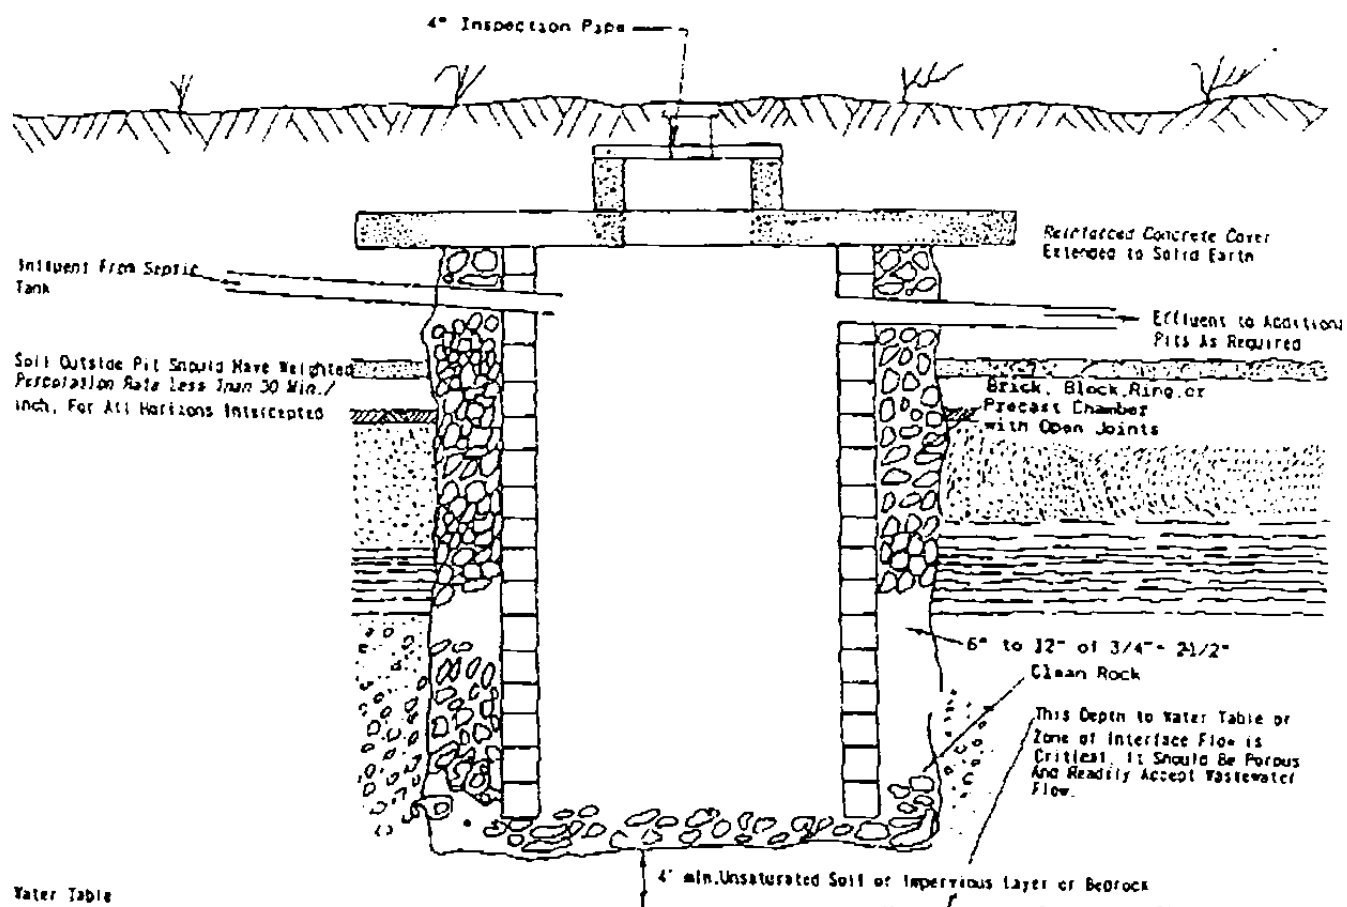 4" Inspection Pipe
Reinforced Concrete Cover
Extended to Solid Earth
Influent From Septic
Tank
Effluent to Additiona
Pits As Required
Soil Outside Pit Should Have Weighted
Percolation Rate Less Than 30 Min./
inch, For All Horizons Intercepted
Brick, Block, Ring, or
Precast Chamber
with Open Joints
6" to 12" of 3/4" - 2-1/2"
Clean Rock
This Depth to Water Table or
Zone of Interface Flow is
Critical. It Should Be Porous
And Readily Accept Wastewater
Flow.
4' min. Unsaturated Soil or Impervious Layer or Bedrock
Water Table